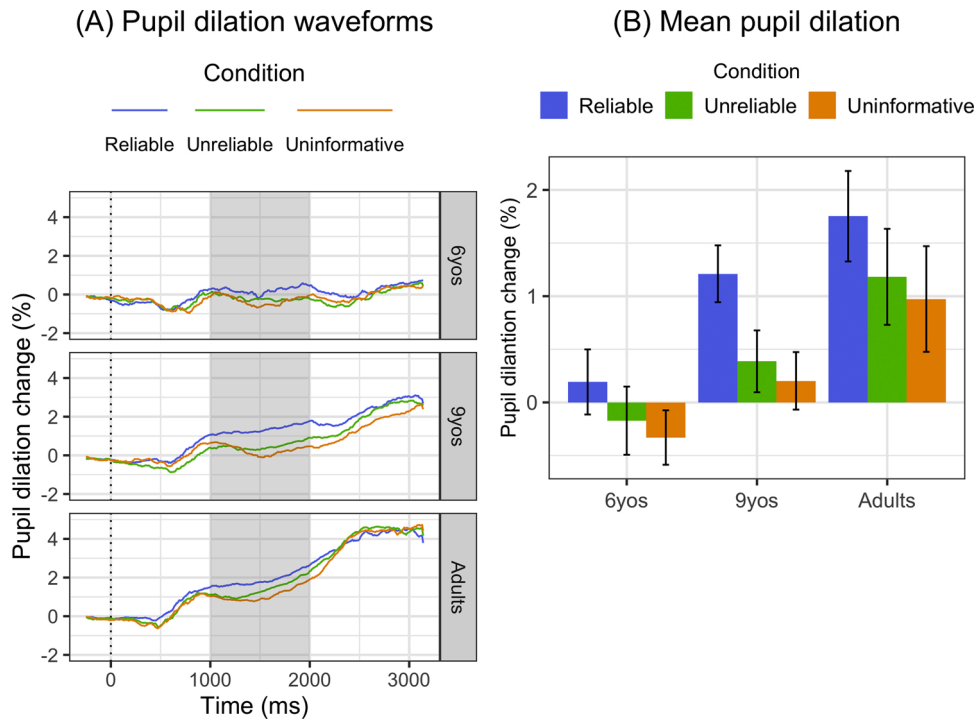 (A) Pupil dilation waveforms
Condition
Reliable Unreliable Uninformative
Pupil dilation change (%)
4
2
0
-2
6yos
4
2
0
-2
9yos
4
2
0
-2
Adults
0 1000 2000 3000
Time (ms)
(B) Mean pupil dilation
Condition
Reliable Unreliable Uninformative
Pupil dilantion change (%)
2
1
0
6yos 9yos Adults